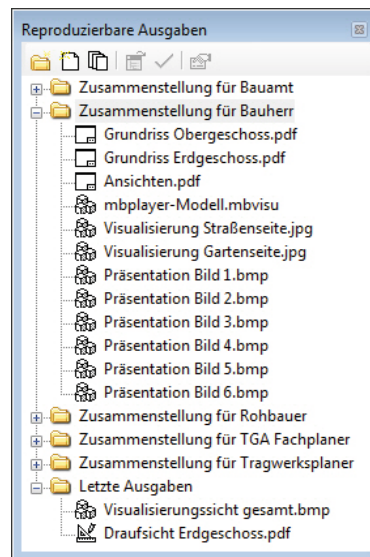 Reproduzierbare Ausgaben
Zusammenstellung für Bauamt
Zusammenstellung für Bauherr
Grundriss Obergeschoss.pdf
Grundriss Erdgeschoss.pdf
Ansichten.pdf
mbplayer-Modell.mbvisu
Visualisierung Straßenseite.jpg
Visualisierung Gartenseite.jpg
Präsentation Bild 1.bmp
Präsentation Bild 2.bmp
Präsentation Bild 3.bmp
Präsentation Bild 4.bmp
Präsentation Bild 5.bmp
Präsentation Bild 6.bmp
Zusammenstellung für Rohbauer
Zusammenstellung für TGA Fachplaner
Zusammenstellung für Tragwerksplaner
Letzte Ausgaben
Visualisierungssicht gesamt.bmp
Draufsicht Erdgeschoss.pdf